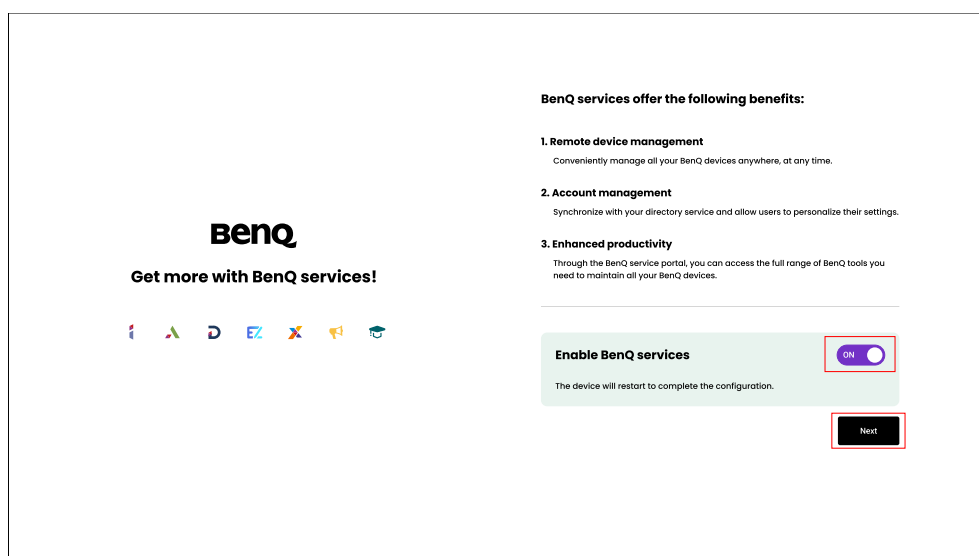 BenQ
Get more with BenQ services!
BenQ services offer the following benefits:
1. Remote device management
Conveniently manage all your BenQ devices anywhere, at any time.
2. Account management
Synchronize with your directory service and allow users to personalize their settings.
3. Enhanced productivity
Through the BenQ service portal, you can access the full range of BenQ tools you
need to maintain all your BenQ devices.
Enable BenQ services
ON
The device will restart to complete the configuration.
Next